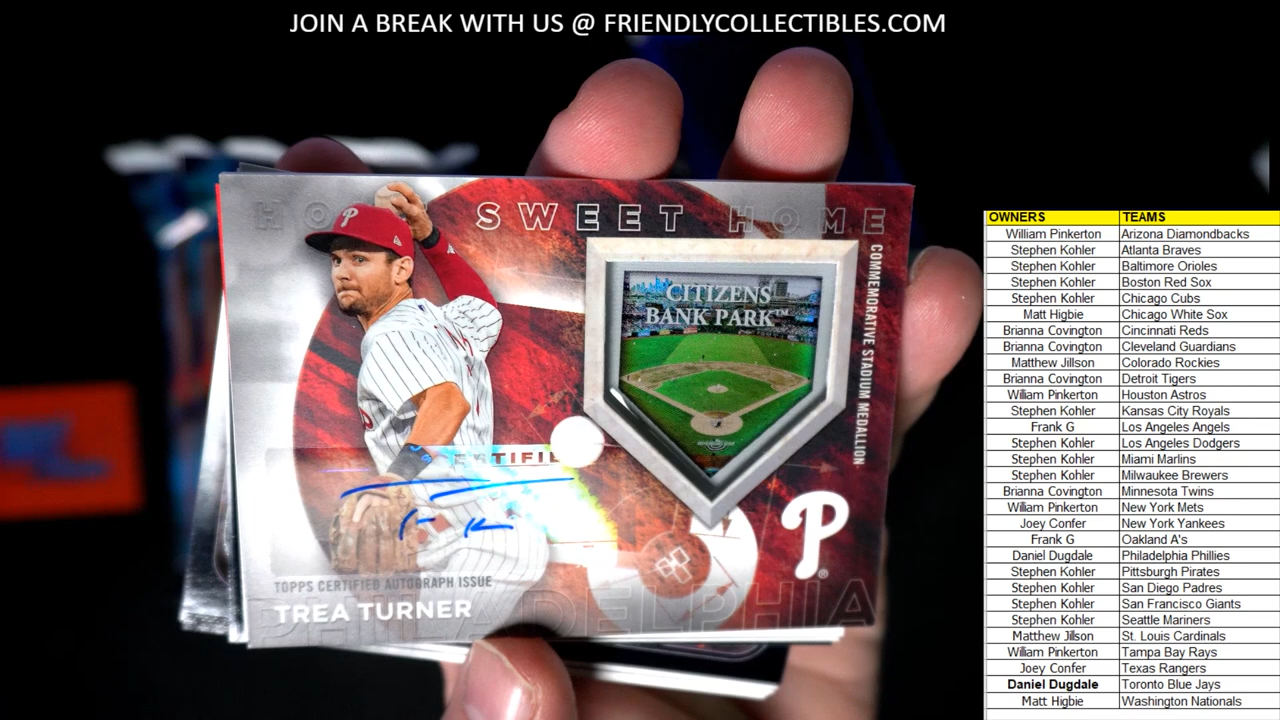 JOIN A BREAK WITH US @ FRIENDLYCOLLECTIBLES.COM
HOME SWEET HOME
P
CITIZENS
BANK PARK™
COMMEMORATIVE STADIUM MEDALLION
CERTIFIED
P®
TOPPS CERTIFIED AUTOGRAPH ISSUE
TREA TURNER
PHILADELPHIA
OWNERS TEAMS
William Pinkerton Arizona Diamondbacks
Stephen Kohler Atlanta Braves
Stephen Kohler Baltimore Orioles
Stephen Kohler Boston Red Sox
Stephen Kohler Chicago Cubs
Matt Higbie Chicago White Sox
Brianna Covington Cincinnati Reds
Brianna Covington Cleveland Guardians
Matthew Jillson Colorado Rockies
Brianna Covington Detroit Tigers
William Pinkerton Houston Astros
Stephen Kohler Kansas City Royals
Frank G Los Angeles Angels
Stephen Kohler Los Angeles Dodgers
Stephen Kohler Miami Marlins
Stephen Kohler Milwaukee Brewers
Brianna Covington Minnesota Twins
William Pinkerton New York Mets
Joey Confer New York Yankees
Frank G Oakland A's
Daniel Dugdale Philadelphia Phillies
Stephen Kohler Pittsburgh Pirates
Stephen Kohler San Diego Padres
Stephen Kohler San Francisco Giants
Stephen Kohler Seattle Mariners
Matthew Jillson St. Louis Cardinals
William Pinkerton Tampa Bay Rays
Joey Confer Texas Rangers
Daniel Dugdale Toronto Blue Jays
Matt Higbie Washington Nationals